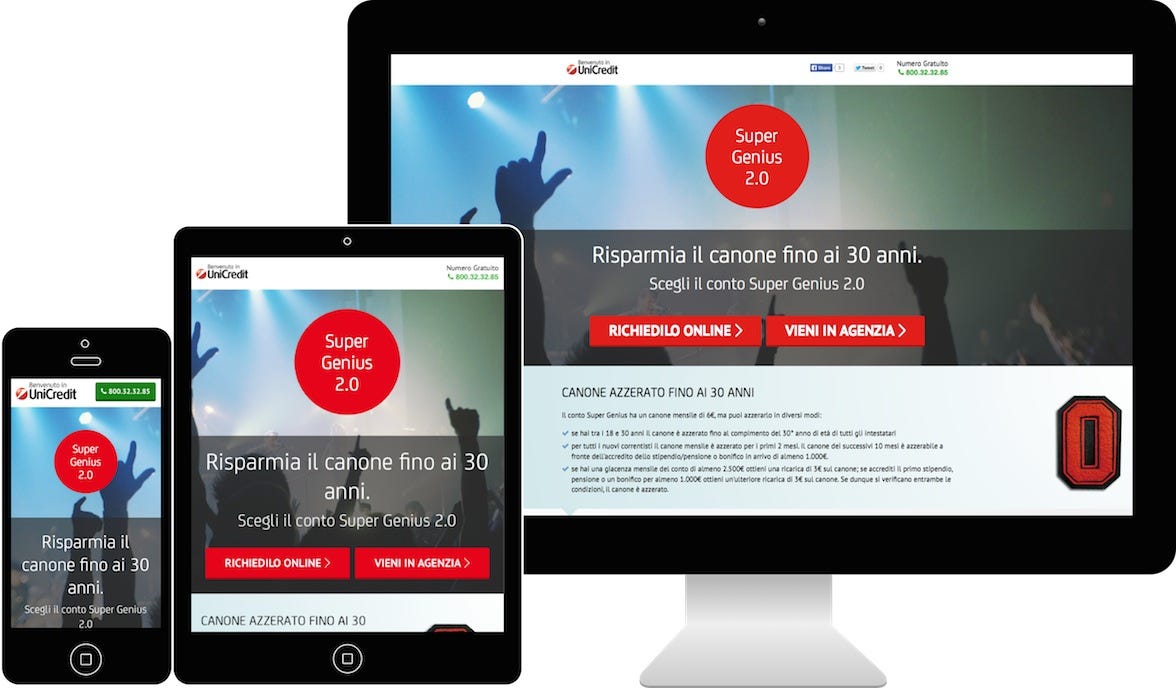 Benvenuto in
UniCredit
Share 3
Tweet 0
Numero Gratuito
800.32.32.85
Super
Genius
2.0
Risparmia il canone fino ai 30 anni.
Scegli il conto Super Genius 2.0
RICHIEDILO ONLINE
VIENI IN AGENZIA
CANONE AZZERATO FINO AI 30 ANNI
Il conto Super Genius ha un canone mensile di 6€, ma puoi azzerarlo in diversi modi:
se hai tra i 18 e 30 anni il canone è azzerato fino al compimento del 30° anno di età di tutti gli intestatari
per tutti i nuovi correntisti il canone mensile è azzerato per i primi 2 mesi. Il canone dei successivi 10 mesi è azzerabile a
fronte dell'accredito dello stipendio/pensione o bonifico in arrivo di almeno 1.000€.
se hai una giacenza mensile del conto di almeno 2.500€ ottieni una ricarica di 3€ sul canone; se accrediti il primo stipendio,
pensione o un bonifico per almeno 1.000€ ottieni un'ulteriore ricarica di 3€ sul canone. Se dunque si verificano entrambe le
condizioni, il canone è azzerato.
0
Benvenuto in
UniCredit
Numero Gratuito
800.32.32.85
Super
Genius
2.0
Risparmia il canone fino ai 30
anni.
Scegli il conto Super Genius 2.0
RICHIEDILO ONLINE
VIENI IN AGENZIA
CANONE AZZERATO FINO AI 30
Benvenuto in
UniCredit
800.32.32.85
Super
Genius
2.0
Risparmia il
canone fino ai 30
anni.
Scegli il conto Super Genius
2.0